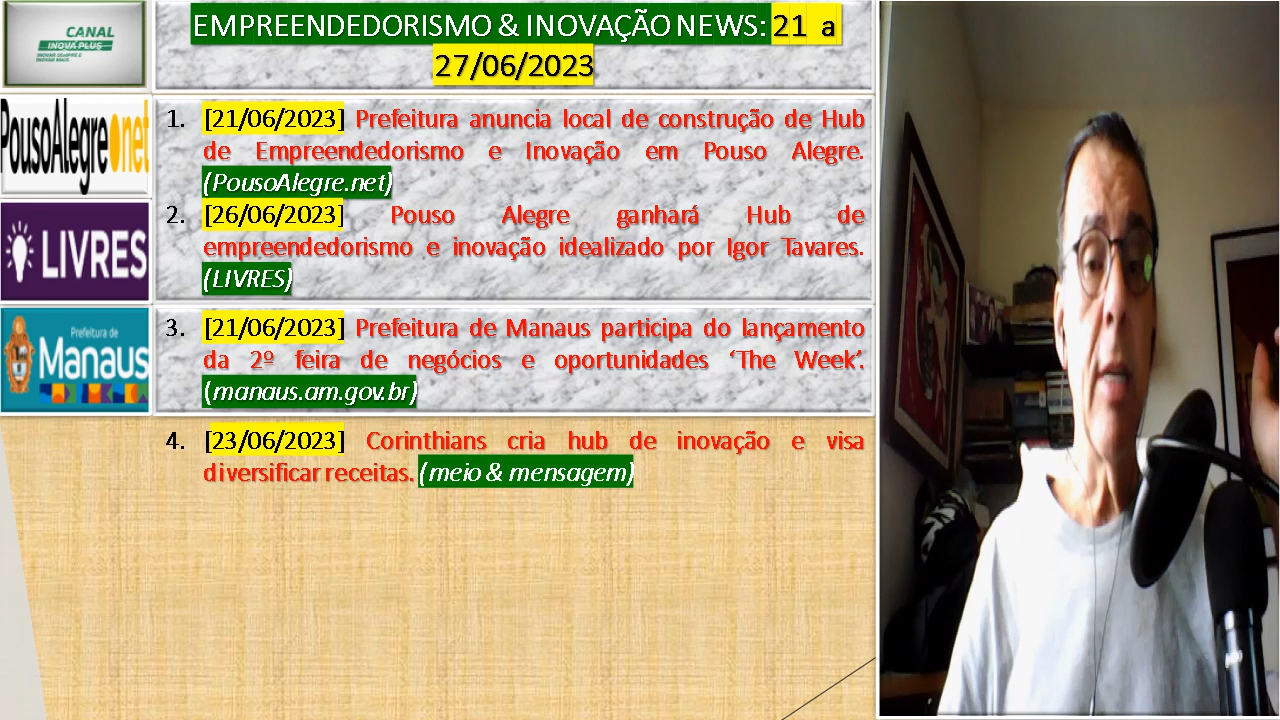 CANAL
INOVA PLUS
INOVAR SEMPRE E
INOVAR MAIS
EMPREENDEDORISMO & INOVAÇÃO NEWS: 21 a
27/06/2023
PousoAlegre.net
1. [21/06/2023] Prefeitura anuncia local de construção de Hub
de Empreendedorismo e Inovação em Pouso Alegre.
(PousoAlegre.net)
LIVRES
2. [26/06/2023] Pouso Alegre ganhará Hub de
empreendedorismo e inovação idealizado por Igor Tavares.
(LIVRES)
Prefeitura de
Manaus
3. [21/06/2023] Prefeitura de Manaus participa do lançamento
da 2º feira de negócios e oportunidades ‘The Week’.
(manaus.am.gov.br)
4. [23/06/2023] Corinthians cria hub de inovação e visa
diversificar receitas. (meio & mensagem)